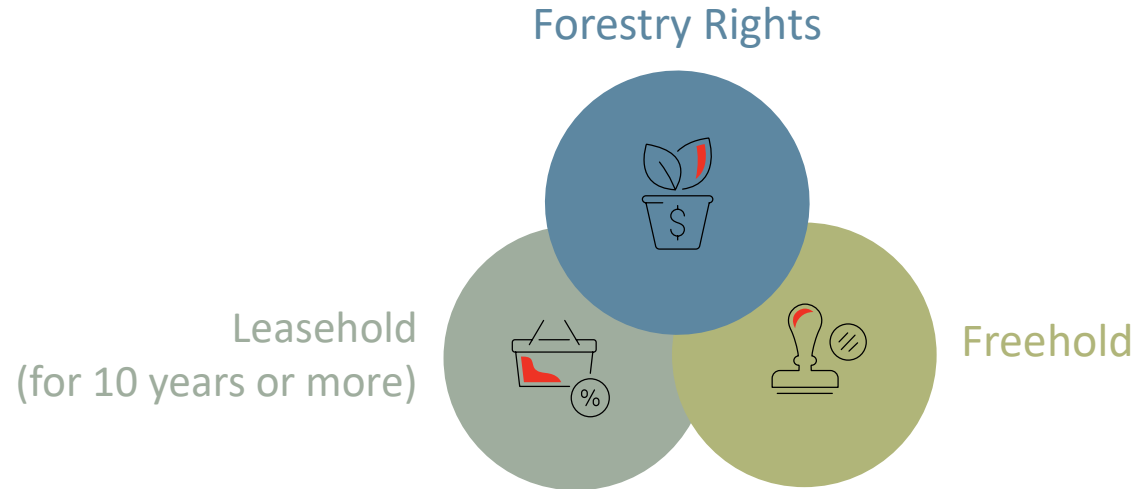 Forestry Rights
$
Leasehold
(for 10 years or more)
%
Freehold